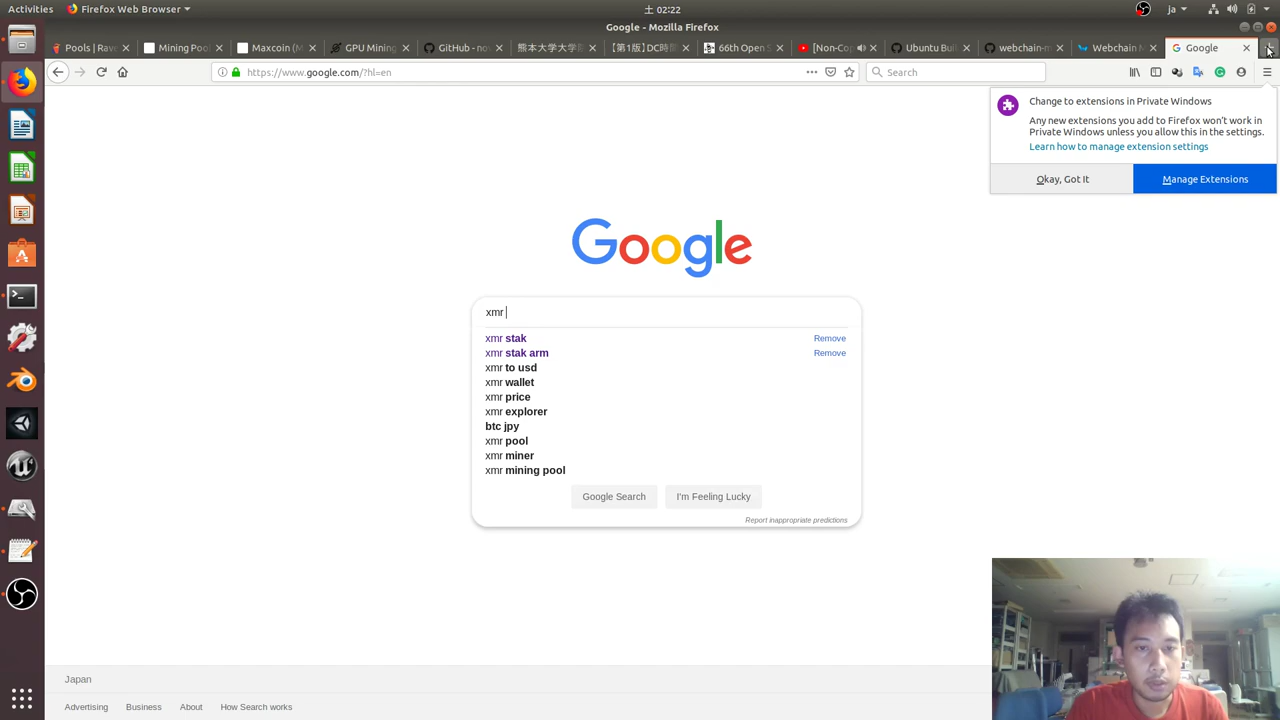 Activities
Firefox Web Browser
土 20:22
Google - Mozilla Firefox
Pools | Rave
Mining Pool
Maxcoin (M
GPU Mining
GitHub - no
熊本大学大学院
【第1版】DC時間
66th Open S
[Non-Cop
Ubuntu Buil
webchain-m
Webchain M
Google
https://www.google.com/?hl=en
Search
Change to extensions in Private Windows
Any new extensions you add to Firefox won't work in
Private Windows unless you allow this in the settings.
Learn how to manage extension settings
Okay, Got It
Manage Extensions
Google
xmr
xmr stak
Remove
xmr stak arm
Remove
xmr to usd
xmr wallet
xmr price
xmr explorer
btc jpy
xmr pool
xmr miner
xmr mining pool
Google Search
I'm Feeling Lucky
Report inappropriate predictions
Japan
Advertising
Business
About
How Search works